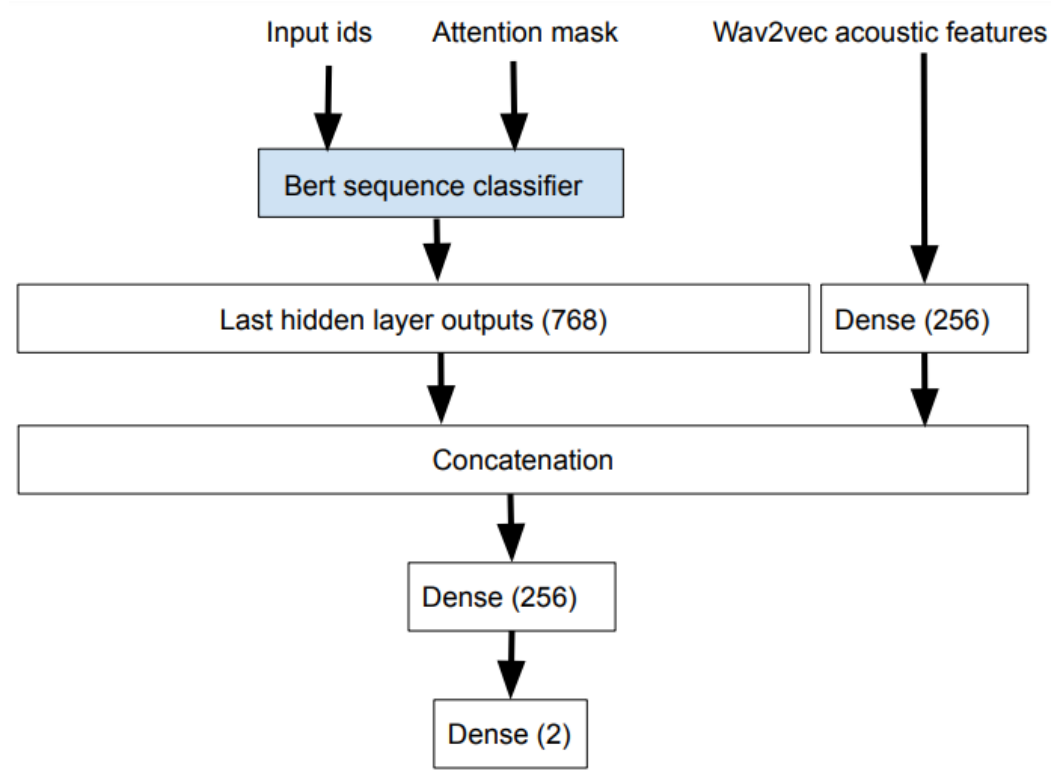 Input ids
Attention mask
Wav2vec acoustic features
Bert sequence classifier
Last hidden layer outputs (768)
Dense (256)
Concatenation
Dense (256)
Dense (2)